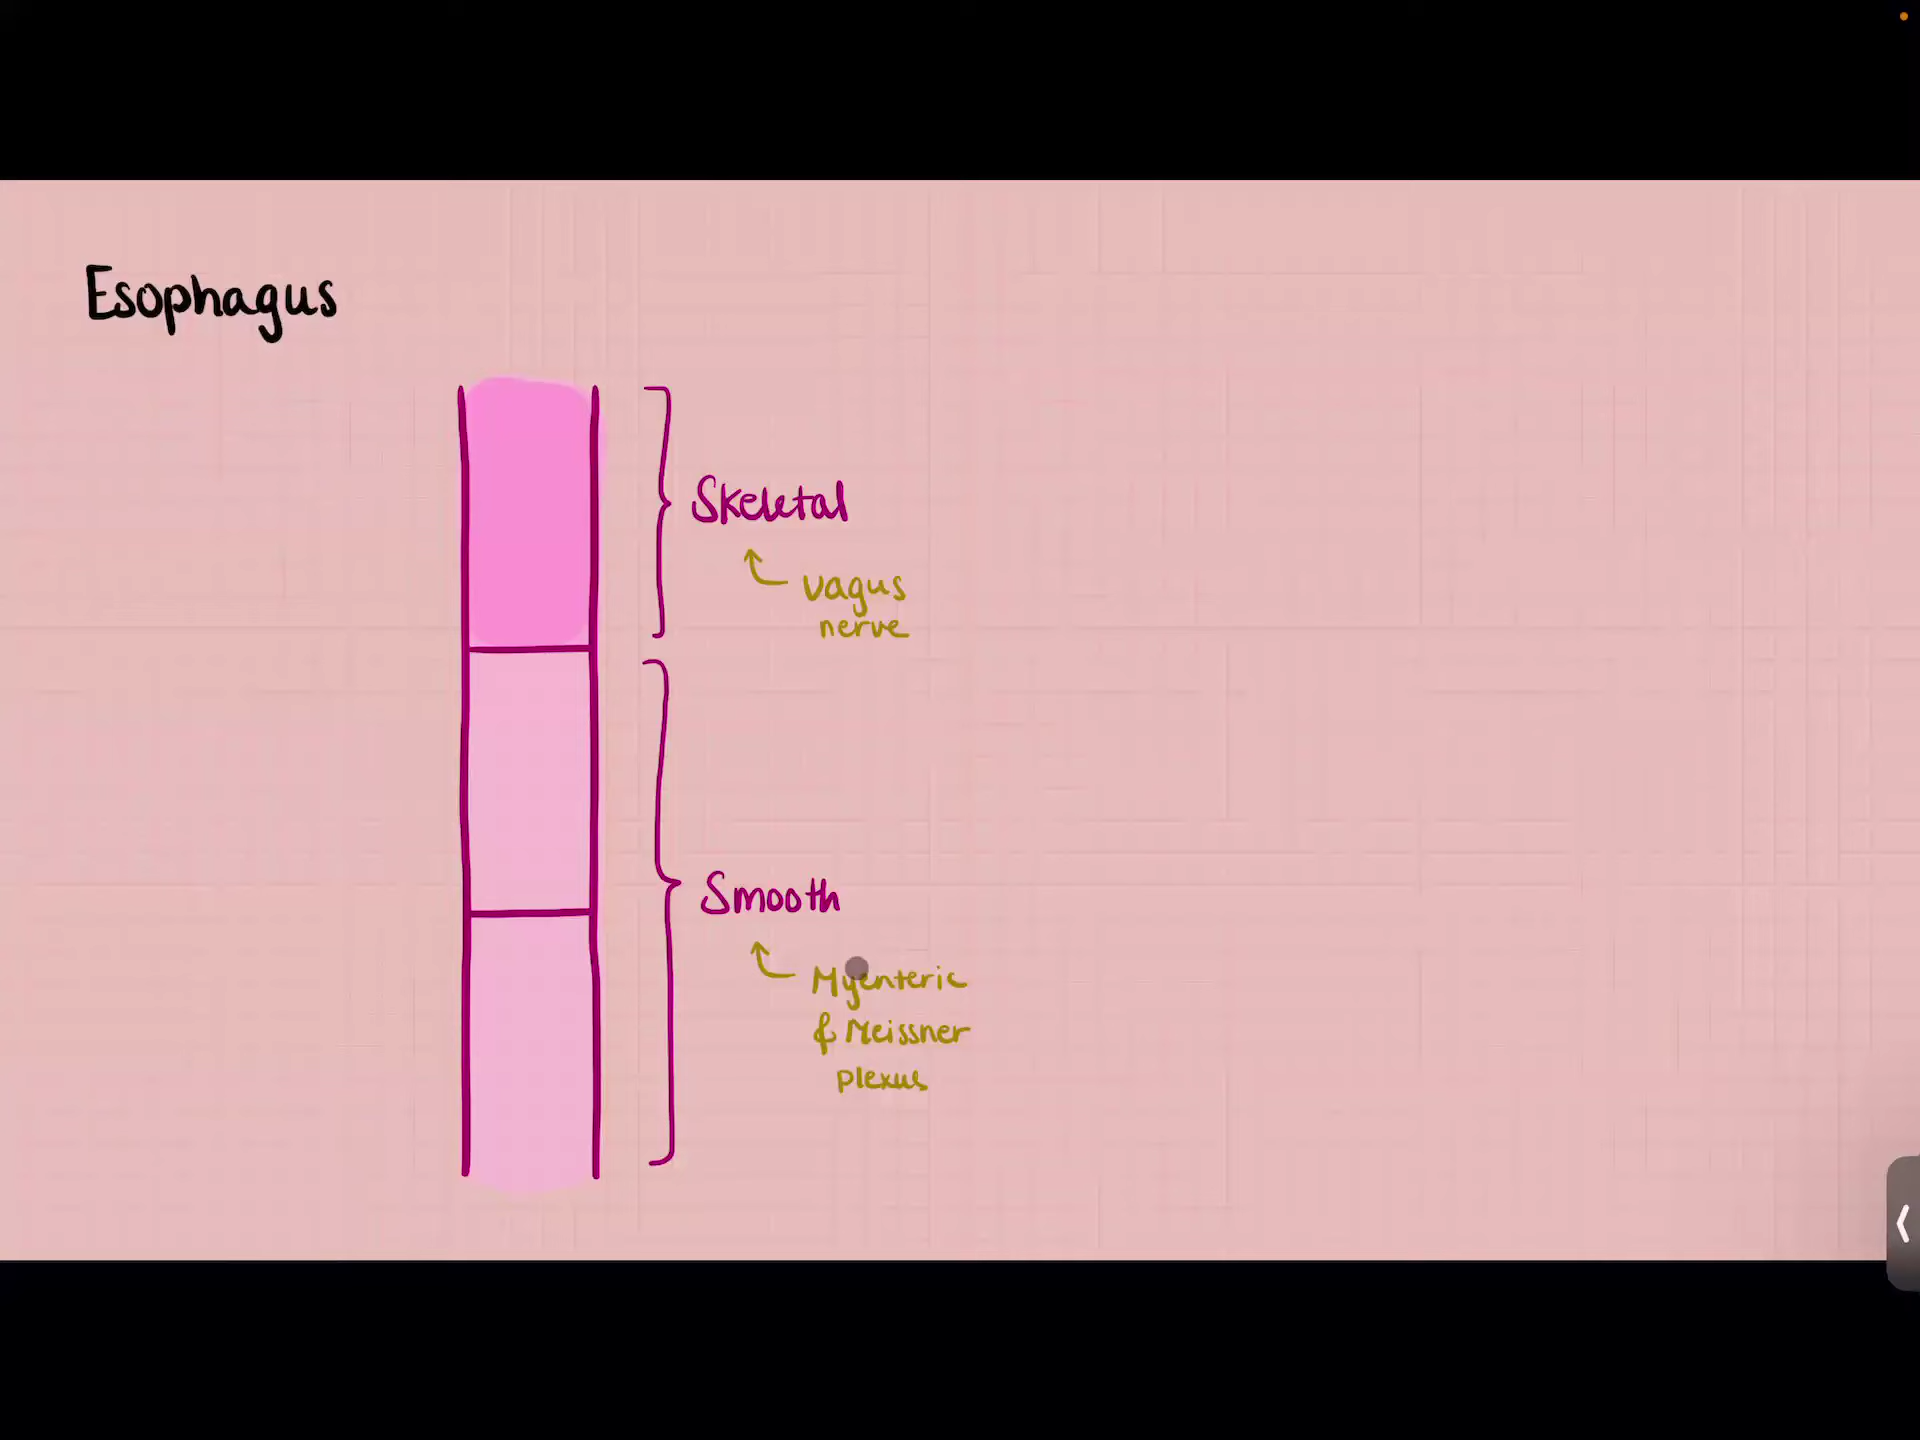 Esophagus
Skeletal
vagus
nerve
Smooth
Myenteric
& Meissner
plexus